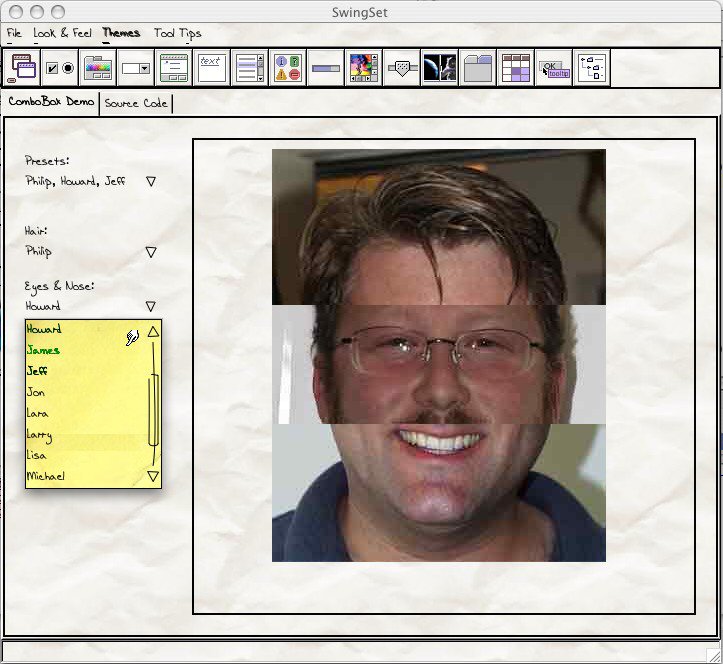 SwingSet
File Look & Feel Themes Tool Tips
text
OK
tooltip
ComboBox Demo Source Code
Presets:
Philip, Howard, Jeff
Hair:
Philip
Eyes & Nose:
Howard
Howard
James
Jeff
Jon
Lara
Larry
Lisa
Michael